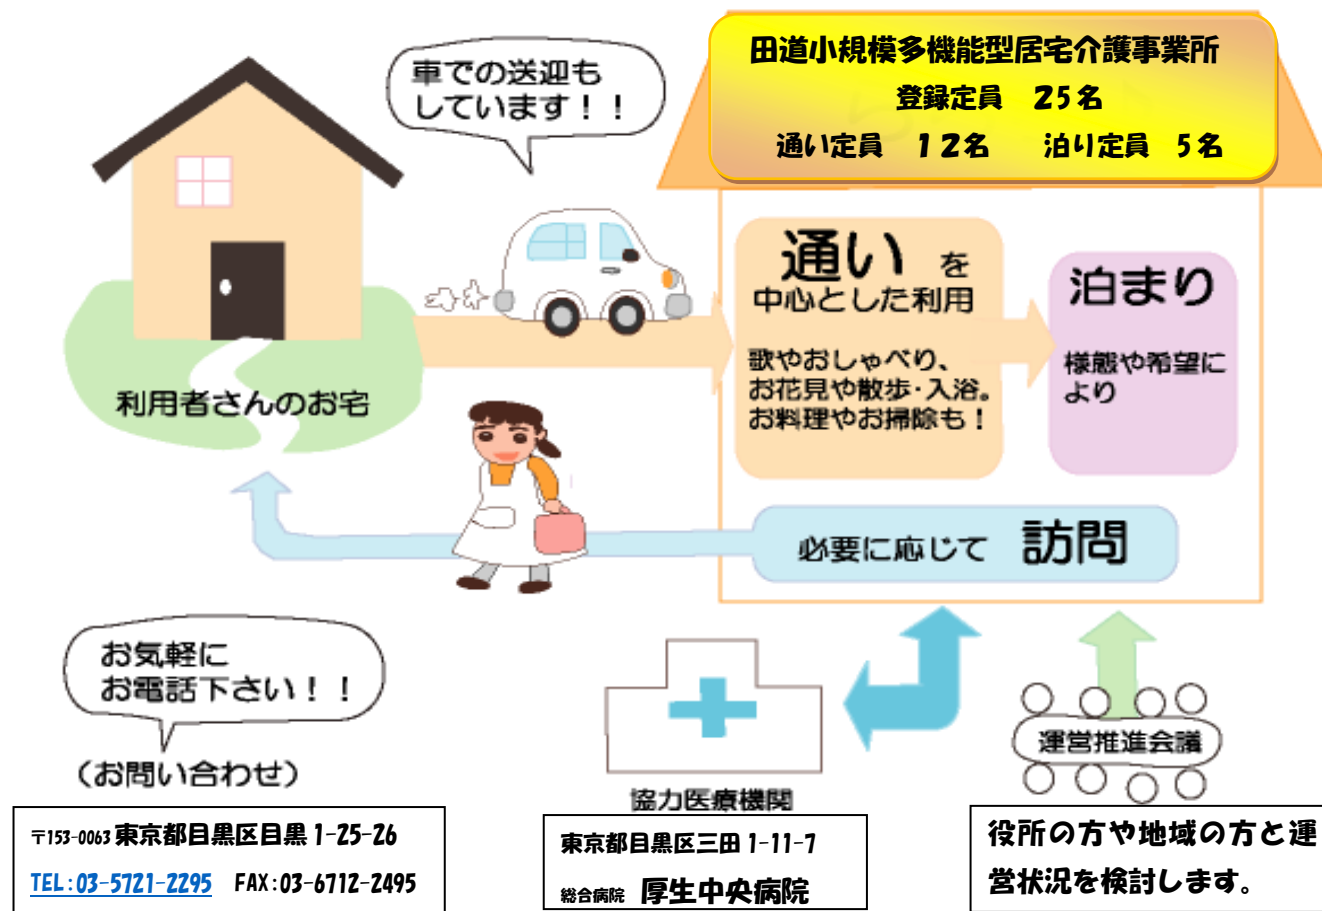 田道小規模多機能型居宅介護事業所
登録定員　25名
通い定員　12名　　泊り定員　5名
車での送迎も
しています！！
通い を
中心とした利用
歌やおしゃべり、
お花見や散歩・入浴。
お料理やお掃除も！
泊まり
様態や希望に
より
利用者さんのお宅
必要に応じて　訪問
お気軽に
お電話下さい！！
（お問い合わせ）
〒153-0063 東京都目黒区目黒 1-25-26
TEL:03-5721-2295　FAX:03-6712-2495
協力医療機関
東京都目黒区三田 1-11-7
総合病院　厚生中央病院
運営推進会議
役所の方や地域の方と運
営状況を検討します。